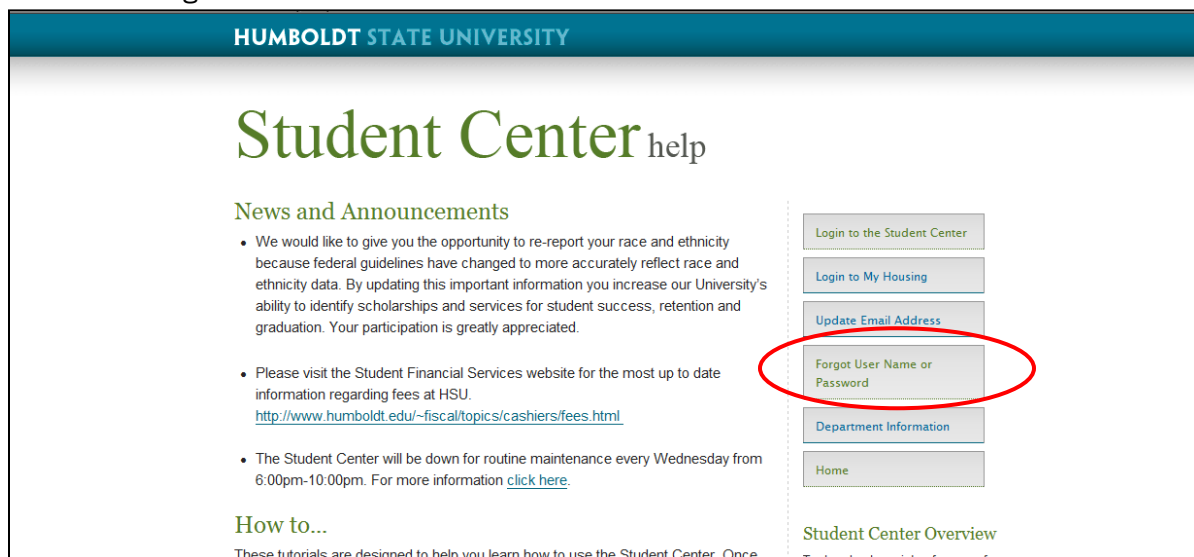 HUMBOLDT STATE UNIVERSITY
Student Center help
News and Announcements
• We would like to give you the opportunity to re-report your race and ethnicity
because federal guidelines have changed to more accurately reflect race and
ethnicity data. By updating this important information you increase our University's
ability to identify scholarships and services for student success, retention and
graduation. Your participation is greatly appreciated.
• Please visit the Student Financial Services website for the most up to date
information regarding fees at HSU.
http://www.humboldt.edu/~fiscal/topics/cashiers/fees.html
• The Student Center will be down for routine maintenance every Wednesday from
6:00pm-10:00pm. For more information click here.
How to...
These tutorials are designed to help you learn how to use the Student Center. Once
Login to the Student Center
Login to My Housing
Update Email Address
Forgot User Name or
Password
Department Information
Home
Student Center Overview